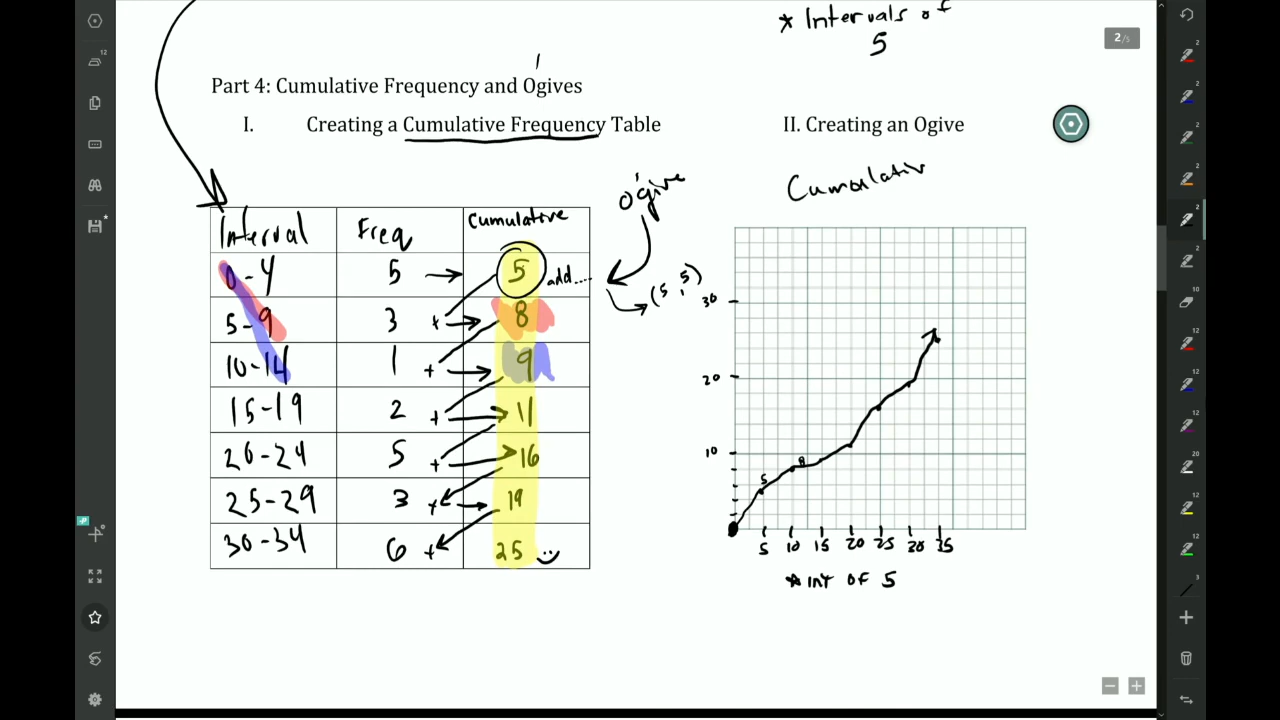 * Intervals of
5
2/5
Part 4: Cumulative Frequency and Ogives
I. Creating a Cumulative Frequency Table
II. Creating an Ogive
Cumulativ
ogive
Interval Freq Cumulative
0-4 5 5 add....
(5, 5)
5-9 3 + 8
10-14 1 + 9
15-19 2 + 11
20-24 5 + 16
25-29 3 + 19
30-34 6 + 25
30
20
10
5 8
5 10 15 20 25 30 35
* INT OF 5